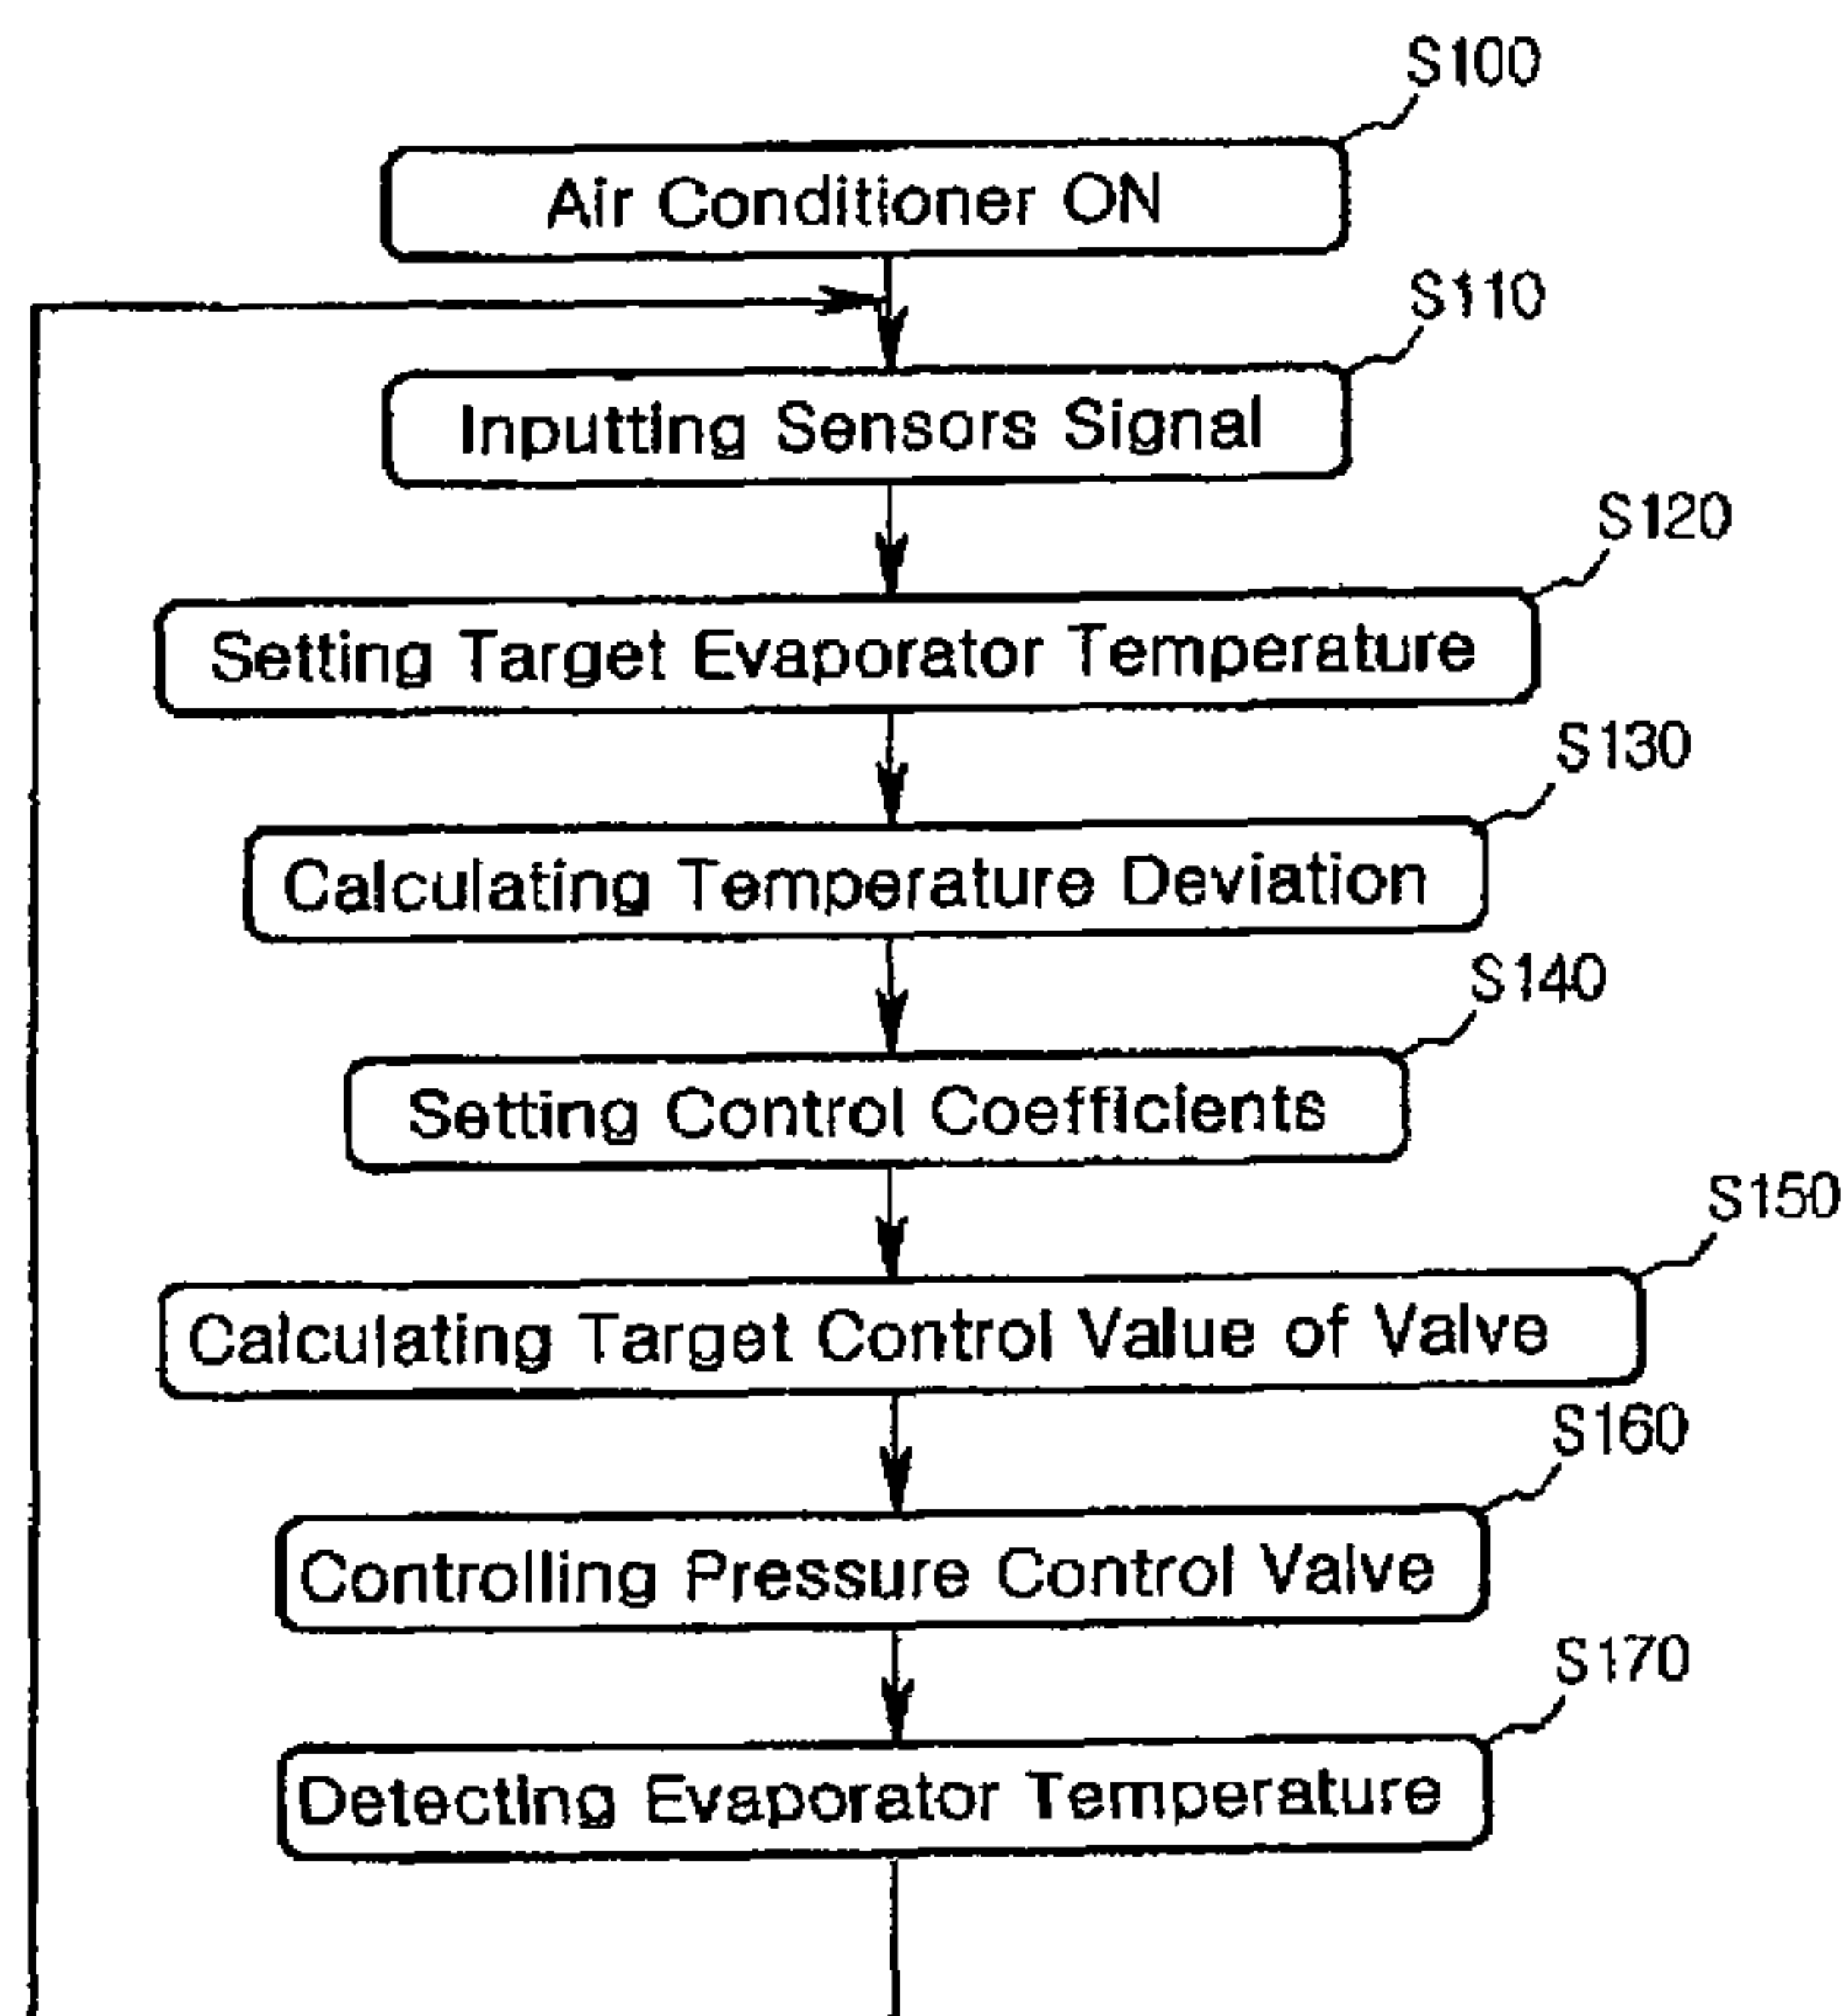 S100
Air Conditioner ON
S110
Inputting Sensors Signal
S120
Setting Target Evaporator Temperature
S130
Calculating Temperature Deviation
S140
Setting Control Coefficients
S150
Calculating Target Control Value of Valve
S160
Controlling Pressure Control Valve
S170
Detecting Evaporator Temperature